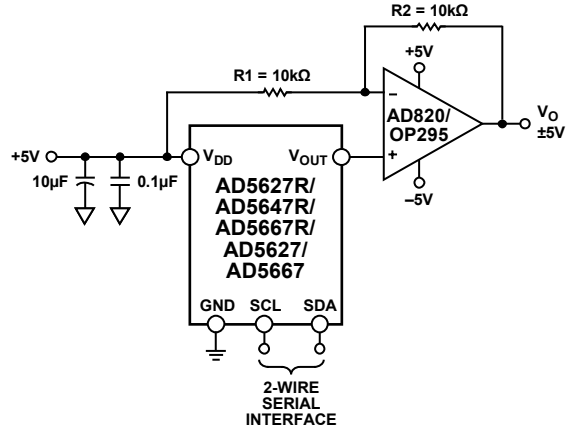 R2 = 10kΩ
+5V
R1 = 10kΩ
–
AD820/
OP295
+
V_O
±5V
–5V
+5V
10µF
0.1µF
V_DD
V_OUT
AD5627R/
AD5647R/
AD5667R/
AD5627/
AD5667
GND SCL SDA
2-WIRE
SERIAL
INTERFACE